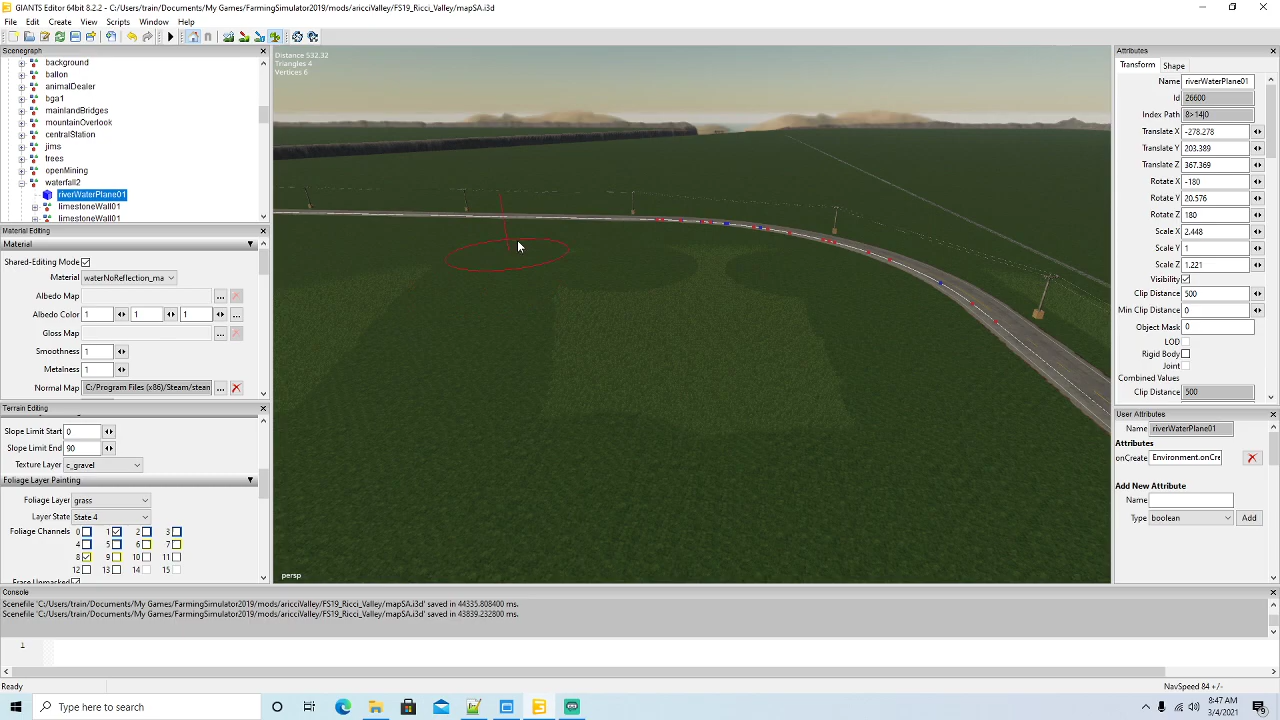 GIANTS Editor 64bit 8.2.2 - C:/Users/train/Documents/My Games/FarmingSimulator2019/mods/aricciValley/FS19_Ricci_Valley/mapSA.i3d
File Edit Create View Scripts Window Help
Scenegraph
background
ballon
animalDealer
bga1
mainlandBridges
mountainOverlook
centralStation
jims
trees
openMining
waterfall2
riverWaterPlane01
limestoneWall01
limestoneWall01
Material Editing
Material
Shared-Editing Mode
Material waterNoReflection_ma
Albedo Map ...
Albedo Color 1 1 1 ...
Gloss Map ...
Smoothness 1
Metalness 1
Normal Map C:/Program Files (x86)/Steam/stean ...
Terrain Editing
Slope Limit Start 0
Slope Limit End 90
Texture Layer c_gravel
Foliage Layer Painting
Foliage Layer grass
Layer State State 4
Foliage Channels 0 1 2 3
4 5 6 7
8 9 10 11
12 13 14 15
Distance 532.32
Triangles 4
Vertices 6
persp
Attributes
Transform Shape
Name riverWaterPlane01
Id 26600
Index Path 8>14|0
Translate X -278.278
Translate Y 203.389
Translate Z 367.369
Rotate X -180
Rotate Y 20.576
Rotate Z 180
Scale X 2.448
Scale Y 1
Scale Z 1.221
Visibility
Clip Distance 500
Min Clip Distance 0
Object Mask 0
LOD
Rigid Body
Joint
Combined Values
Clip Distance 500
User Attributes
Name riverWaterPlane01
Attributes
onCreate Environment.onCre
Add New Attribute
Name
Type boolean Add
Console
Scenefile 'C:/Users/train/Documents/My Games/FarmingSimulator2019/mods/aricciValley/FS19_Ricci_Valley/mapSA.i3d' saved in 44335.808400 ms.
Scenefile 'C:/Users/train/Documents/My Games/FarmingSimulator2019/mods/aricciValley/FS19_Ricci_Valley/mapSA.i3d' saved in 43839.232800 ms.
1
Ready
NavSpeed 84 +/-
Type here to search
8:47 AM
3/4/2021